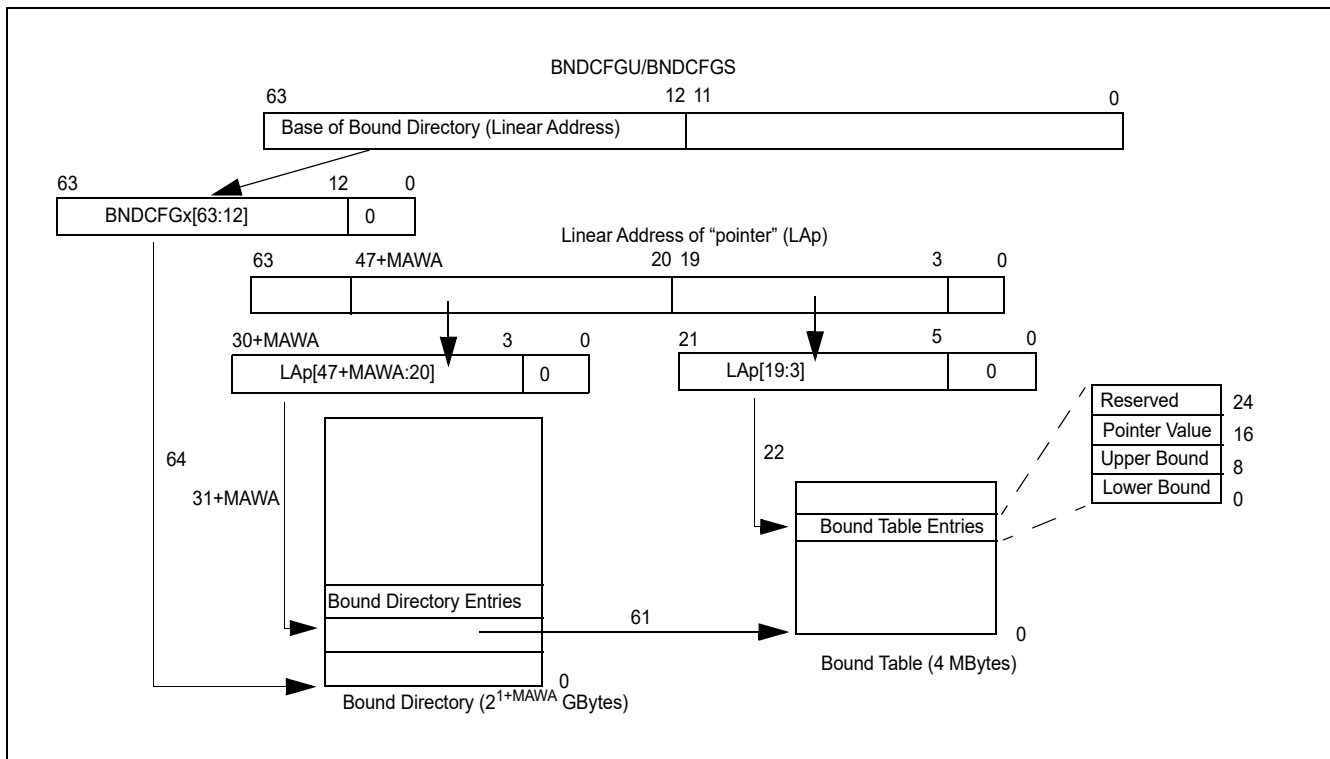 BNDCFGU/BNDCFGS
63 12 11 0
Base of Bound Directory (Linear Address)
63 12 0
BNDCFGx[63:12] 0
Linear Address of “pointer” (LAp)
63 47+MAWA 20 19 3 0
30+MAWA 3 0 21 5 0
LAp[47+MAWA:20] 0 LAp[19:3] 0
Reserved 24
Pointer Value 16
Upper Bound 8
Lower Bound 0
64 22
31+MAWA
Bound Table Entries
Bound Directory Entries
61
0
Bound Table (4 MBytes)
0
Bound Directory (2^1+MAWA GBytes)